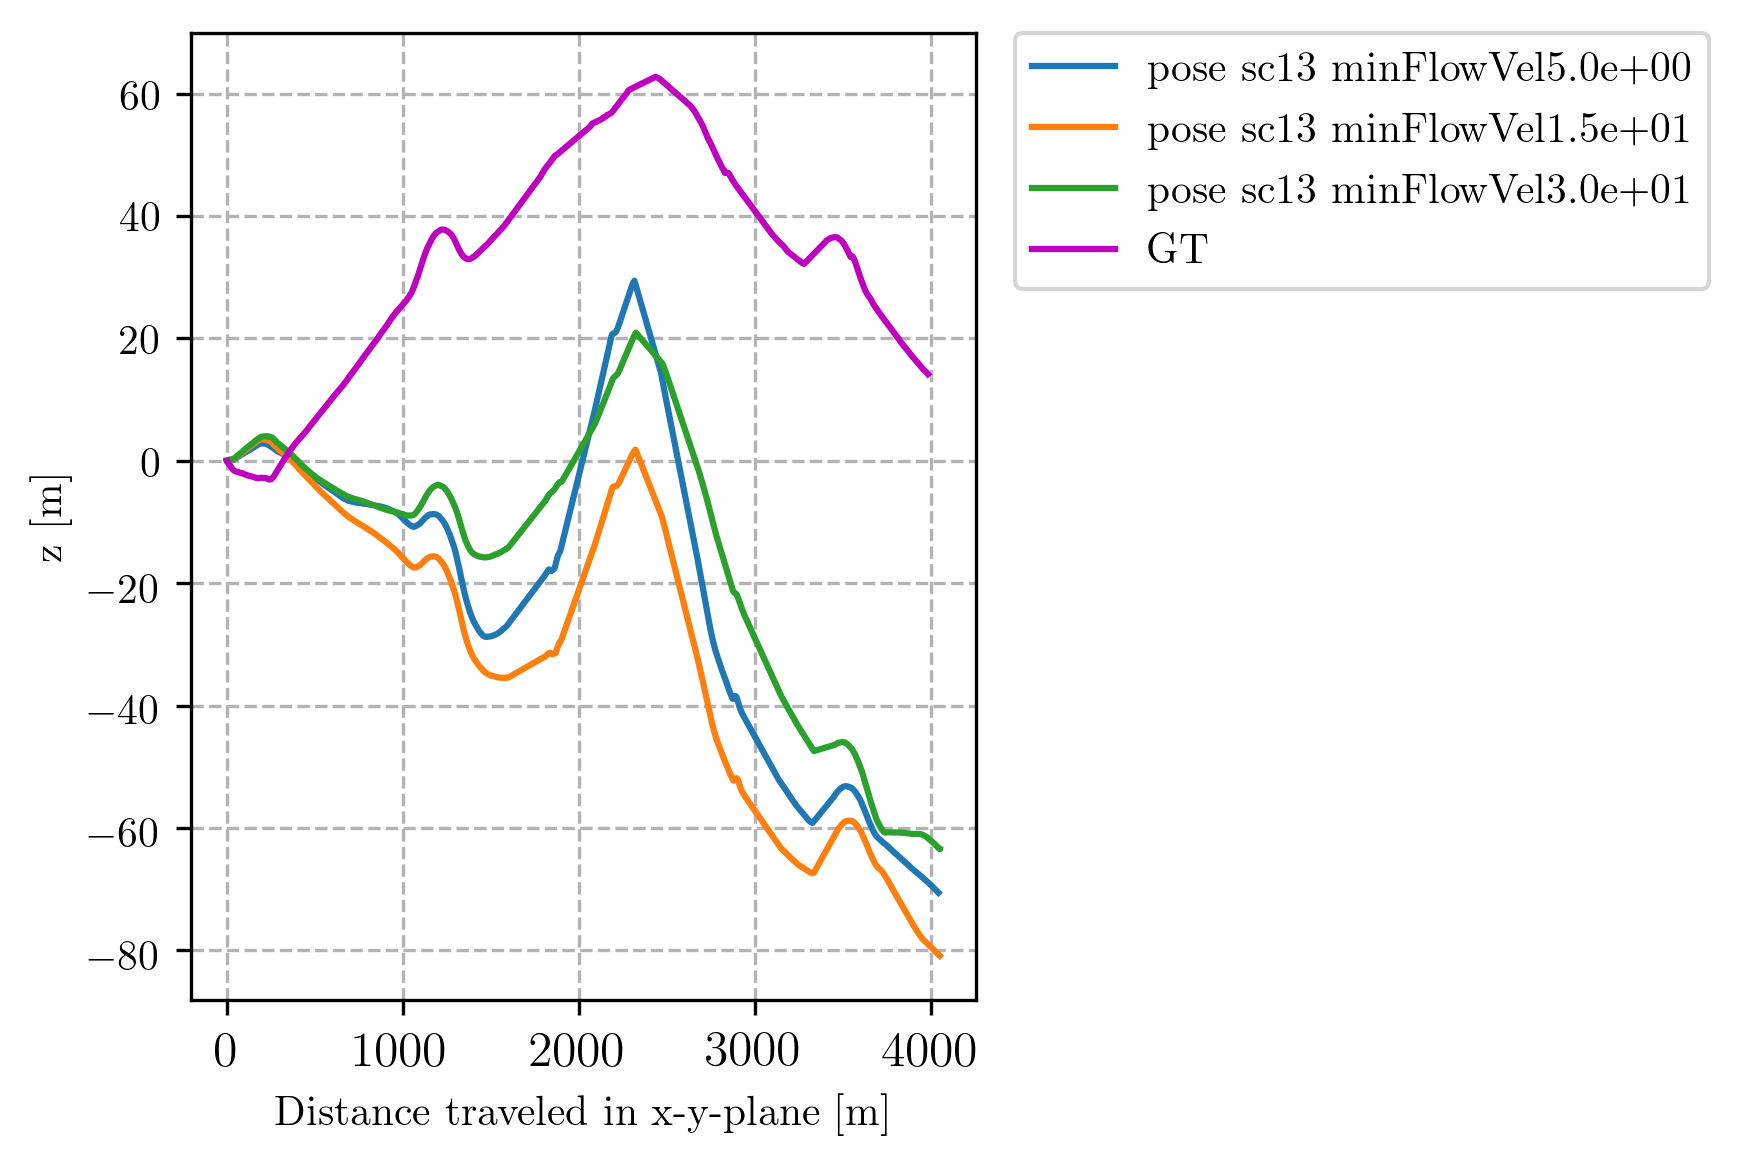 pose sc13 minFlowVel5.0e+00
pose sc13 minFlowVel1.5e+01
pose sc13 minFlowVel3.0e+01
GT
60
40
20
0
−20
−40
−60
−80
z [m]
0 1000 2000 3000 4000
Distance traveled in x-y-plane [m]